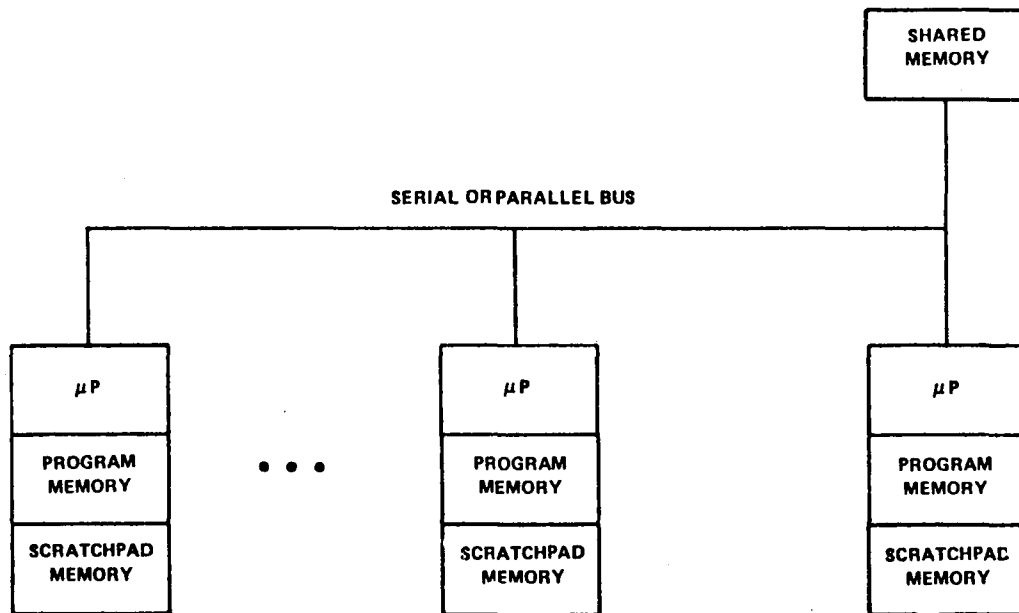 SHARED
MEMORY
SERIAL OR PARALLEL BUS
μP
μP
μP
PROGRAM
MEMORY
PROGRAM
MEMORY
PROGRAM
MEMORY
SCRATCHPAD
MEMORY
SCRATCHPAD
MEMORY
SCRATCHPAD
MEMORY